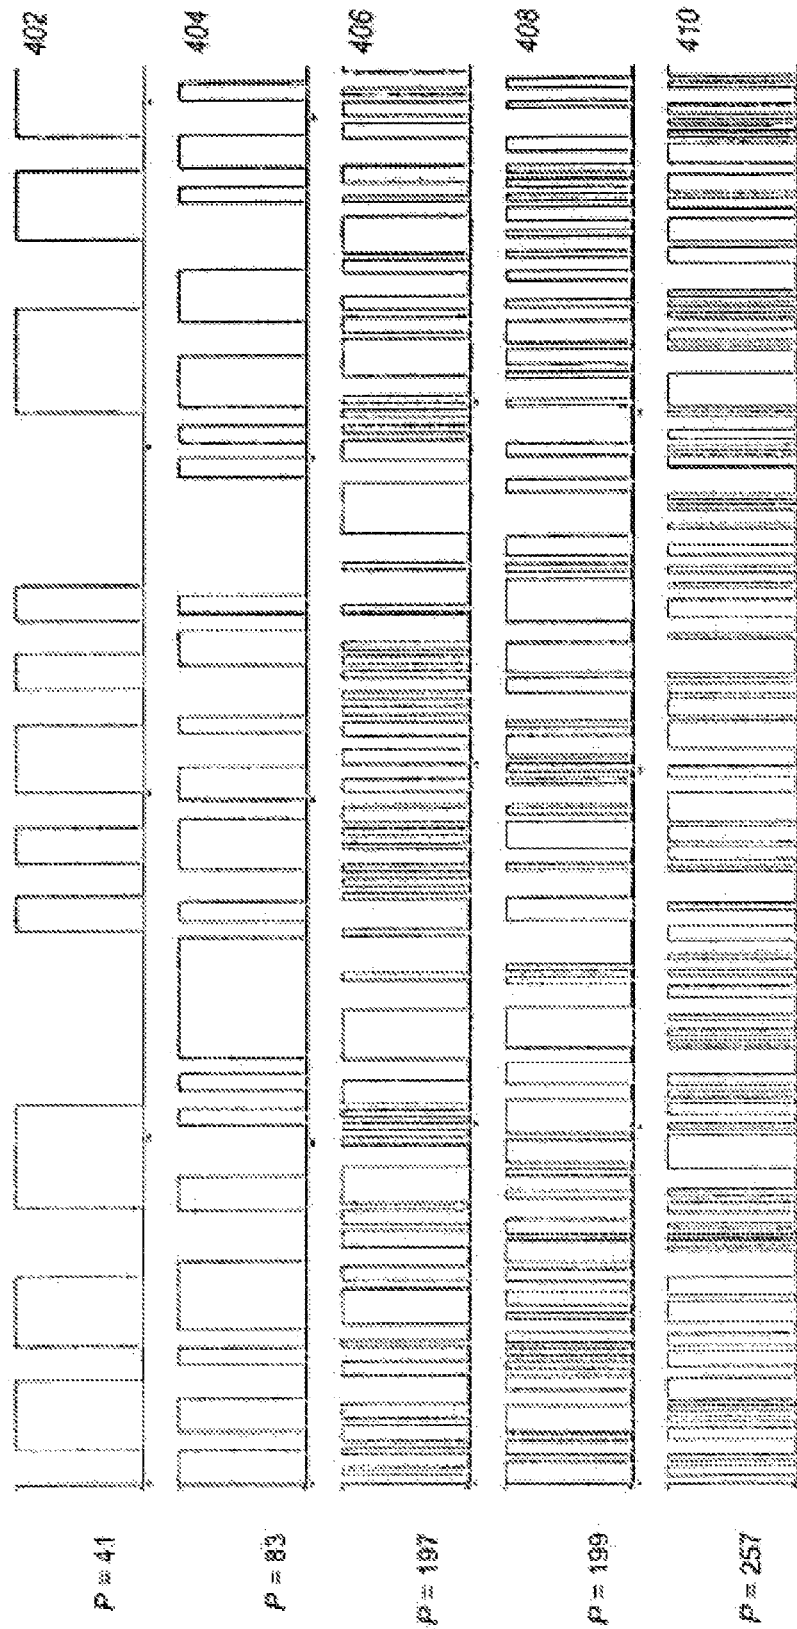 P = 41
402
P = 83
404
P = 197
406
P = 199
408
P = 257
410